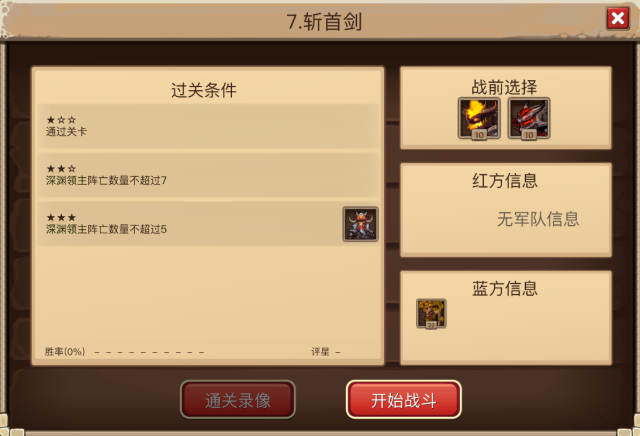 7.斩首剑
过关条件
★☆☆
通过关卡
★★☆
深渊领主阵亡数量不超过7
★★★
深渊领主阵亡数量不超过5
胜率(0%) - - - - - - - - - -
评星 -
战前选择
10
10
红方信息
无军队信息
蓝方信息
22
通关录像
开始战斗